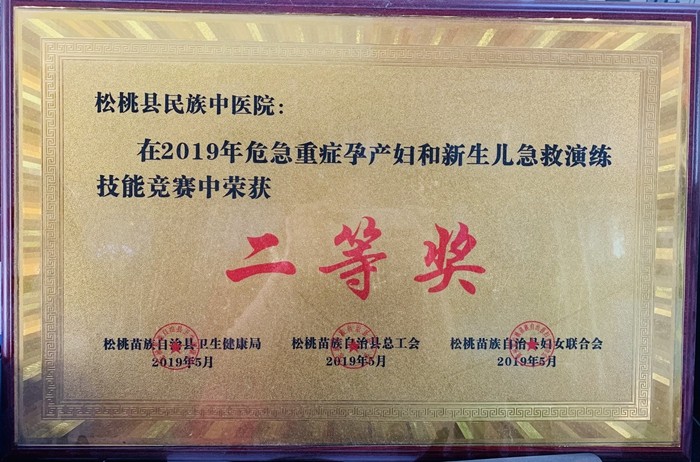 松桃县民族中医院：
在2019年危急重症孕产妇和新生儿急救演练
技能竞赛中荣获
二等奖
松桃苗族自治县卫生健康局
2019年5月
松桃苗族自治县总工会
2019年5月
松桃苗族自治县妇女联合会
2019年5月